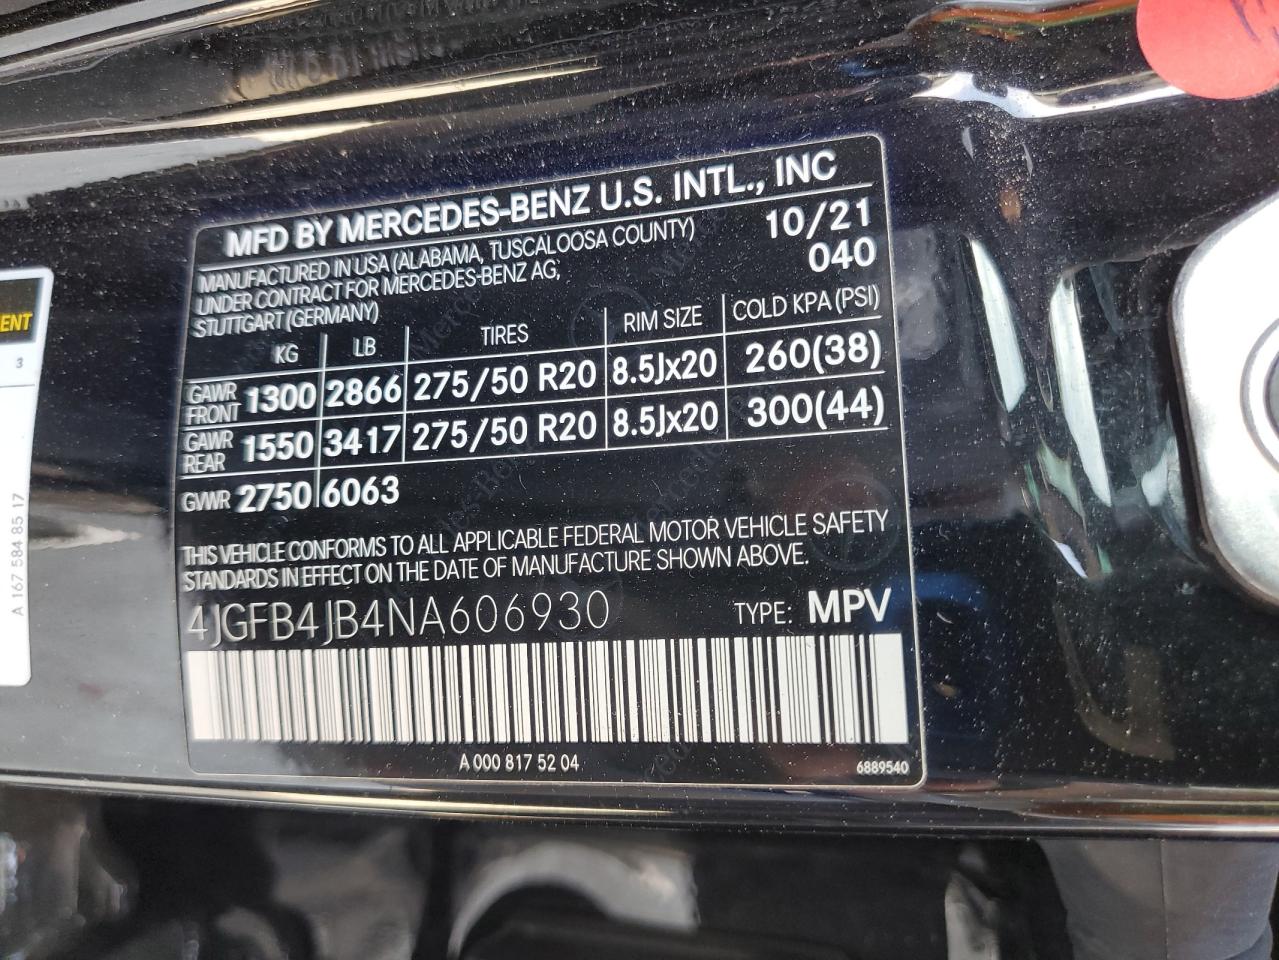 MFD BY MERCEDES-BENZ U.S. INTL., INC
MANUFACTURED IN USA (ALABAMA, TUSCALOOSA COUNTY) 10/21
UNDER CONTRACT FOR MERCEDES-BENZ AG, 040
STUTTGART (GERMANY)
KG LB TIRES RIM SIZE COLD KPA (PSI)
GAWR FRONT 1300 2866 275/50 R20 8.5Jx20 260(38)
GAWR REAR 1550 3417 275/50 R20 8.5Jx20 300(44)
GVWR 2750 6063
THIS VEHICLE CONFORMS TO ALL APPLICABLE FEDERAL MOTOR VEHICLE SAFETY
STANDARDS IN EFFECT ON THE DATE OF MANUFACTURE SHOWN ABOVE.
4JGFB4JB4NA606930 TYPE: MPV
A 000 817 52 04 6889540
ENT
3
A 167 584 85 17